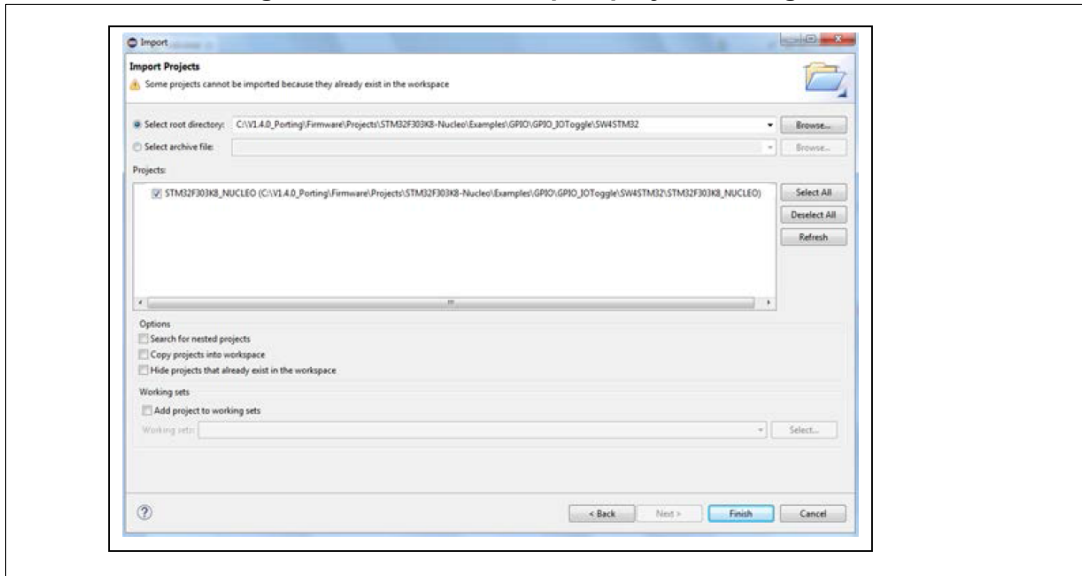 Import
Import Projects
Some projects cannot be imported because they already exist in the workspace
Select root directory: C:\V1.4.0_Porting\Firmware\Projects\STM32F303K8-Nucleo\Examples\GPIO\GPIO_IOToggle\SW4STM32 Browse...
Select archive file: Browse...
Projects:
STM32F303K8_NUCLEO (C:\V1.4.0_Porting\Firmware\Projects\STM32F303K8-Nucleo\Examples\GPIO\GPIO_IOToggle\SW4STM32\STM32F303K8_NUCLEO) Select All
Deselect All
Refresh
Options
Search for nested projects
Copy projects into workspace
Hide projects that already exist in the workspace
Working sets
Add project to working sets
Working sets: Select...
? < Back Next > Finish Cancel